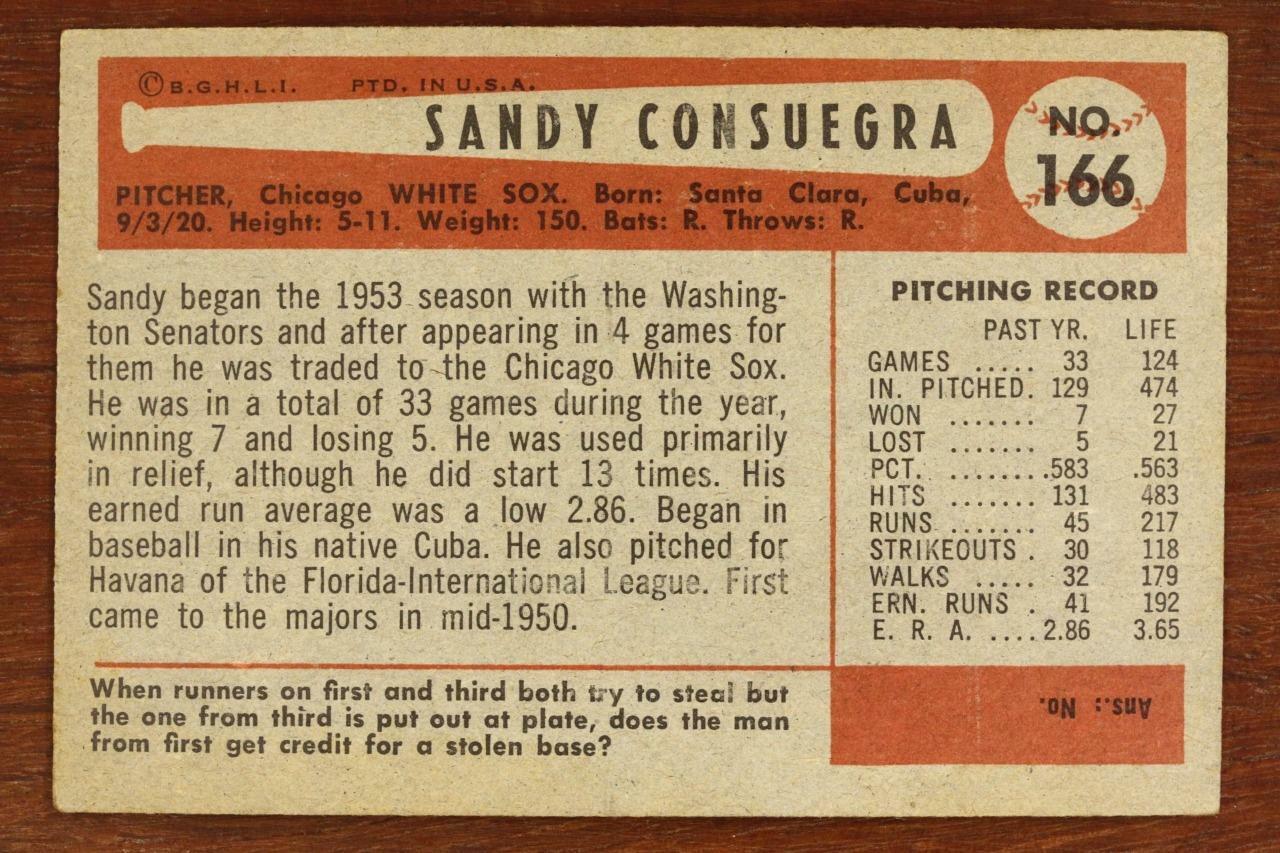 ©B.G.H.L.I. PTD. IN U.S.A.
SANDY CONSUEGRA
NO.
166
PITCHER, Chicago WHITE SOX. Born: Santa Clara, Cuba,
9/3/20. Height: 5-11. Weight: 150. Bats: R. Throws: R.
Sandy began the 1953 season with the Washing-
ton Senators and after appearing in 4 games for
them he was traded to the Chicago White Sox.
He was in a total of 33 games during the year,
winning 7 and losing 5. He was used primarily
in relief, although he did start 13 times. His
earned run average was a low 2.86. Began in
baseball in his native Cuba. He also pitched for
Havana of the Florida-International League. First
came to the majors in mid-1950.
PITCHING RECORD
PAST YR. LIFE
GAMES ..... 33 124
IN. PITCHED. 129 474
WON ....... 7 27
LOST ....... 5 21
PCT. ........583 .563
HITS ....... 131 483
RUNS ....... 45 217
STRIKEOUTS . 30 118
WALKS ..... 32 179
ERN. RUNS . 41 192
E. R. A. ....2.86 3.65
When runners on first and third both try to steal but
the one from third is put out at plate, does the man
from first get credit for a stolen base?
Ans.: No.